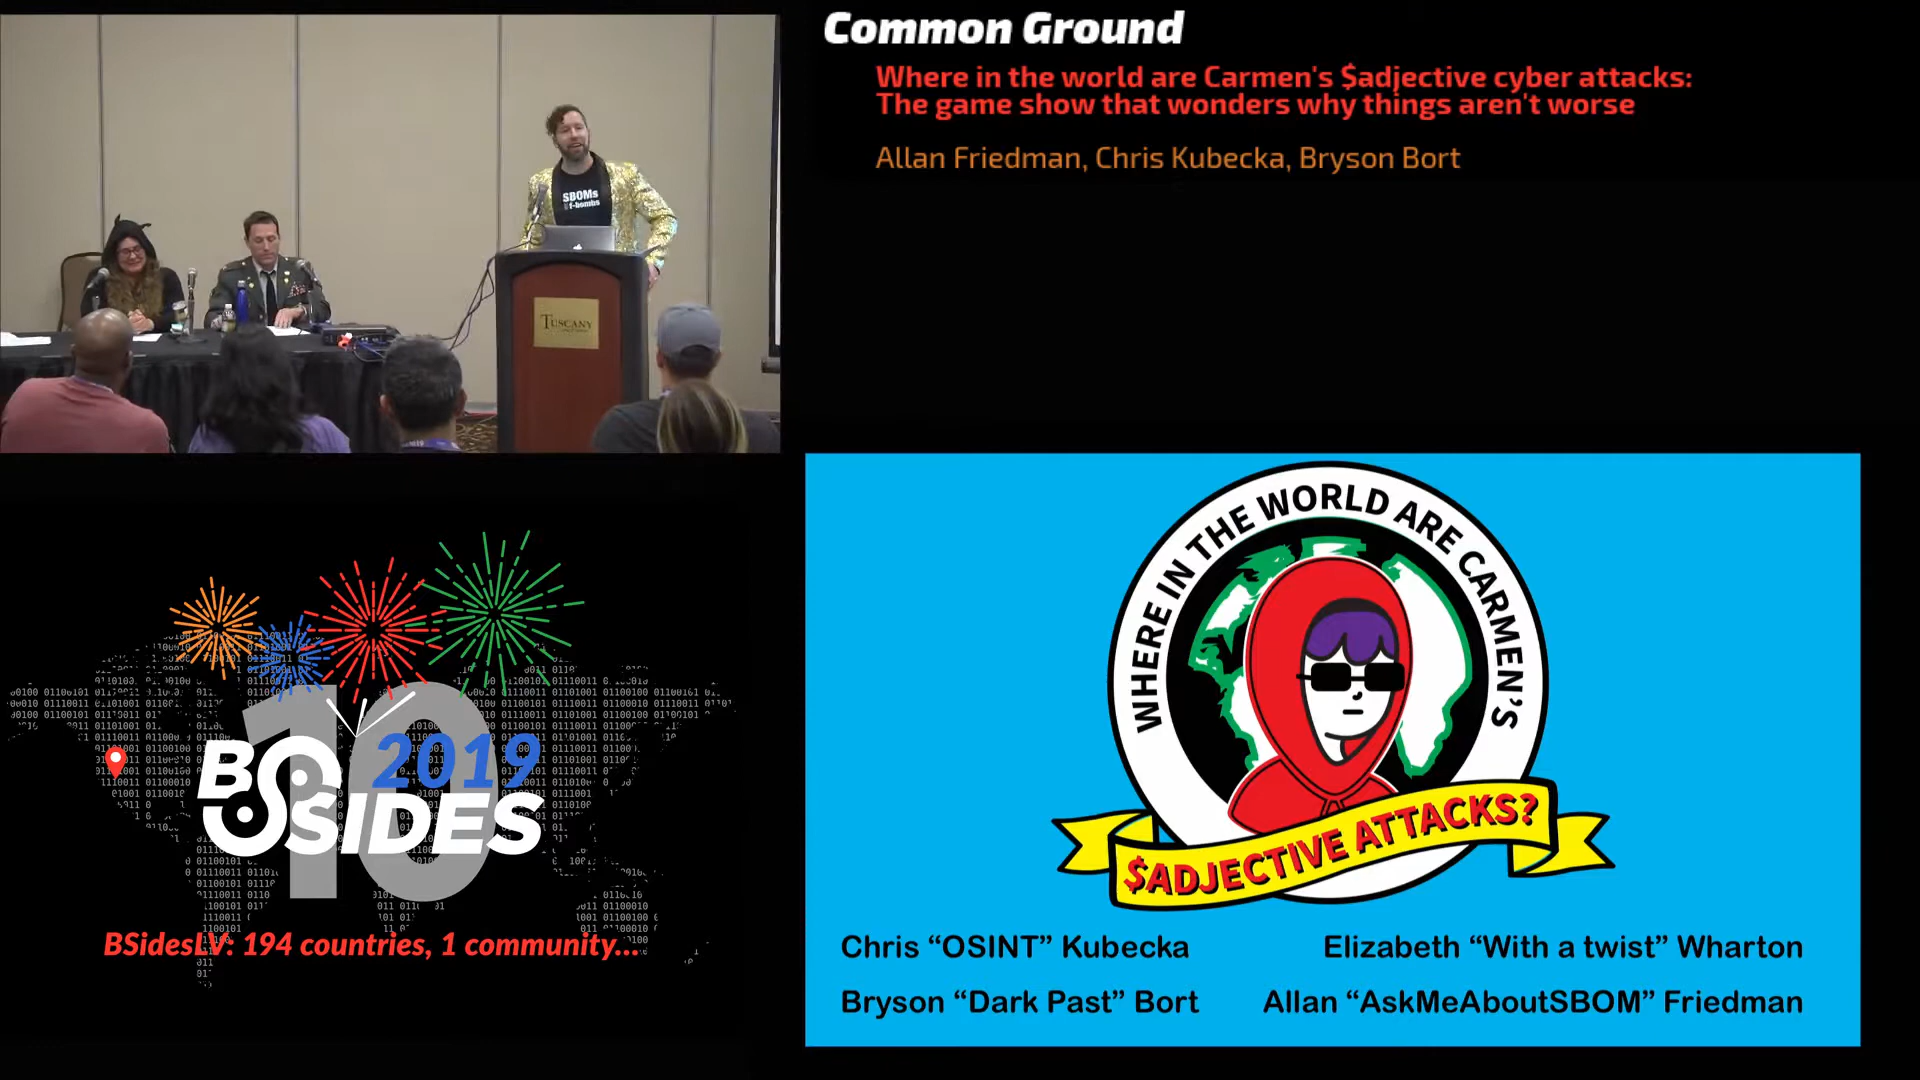 Common Ground
Where in the world are Carmen's $adjective cyber attacks:
The game show that wonders why things aren't worse
Allan Friedman, Chris Kubecka, Bryson Bort
SBOMs
f-bombs
TUSCANY
WHERE IN THE WORLD ARE CARMEN'S
$ADJECTIVE ATTACKS?
Chris “OSINT” Kubecka
Elizabeth “With a twist” Wharton
Bryson “Dark Past” Bort
Allan “AskMeAboutSBOM” Friedman
10
2019
BSIDES
BSidesLV: 194 countries, 1 community...